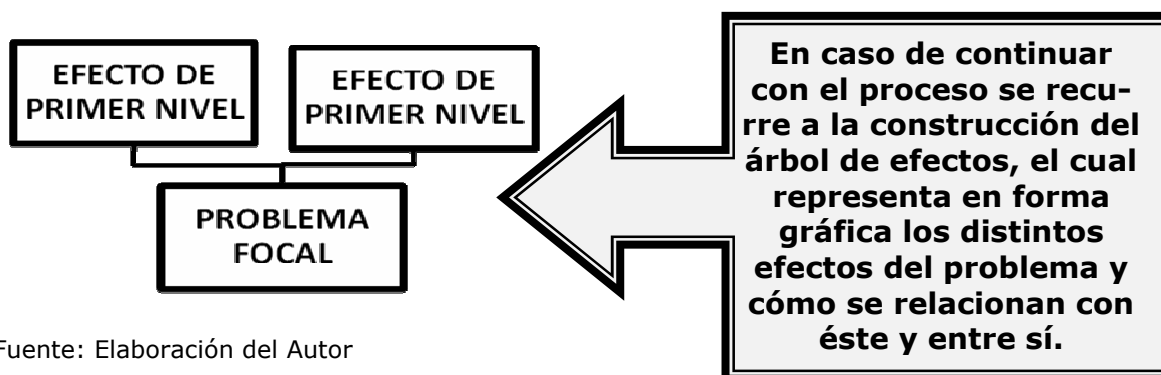 EFECTO DE
PRIMER NIVEL
EFECTO DE
PRIMER NIVEL
PROBLEMA
FOCAL
En caso de continuar
con el proceso se recu-
rre a la construcción del
árbol de efectos, el cual
representa en forma
gráfica los distintos
efectos del problema y
cómo se relacionan con
éste y entre sí.
Fuente: Elaboración del Autor